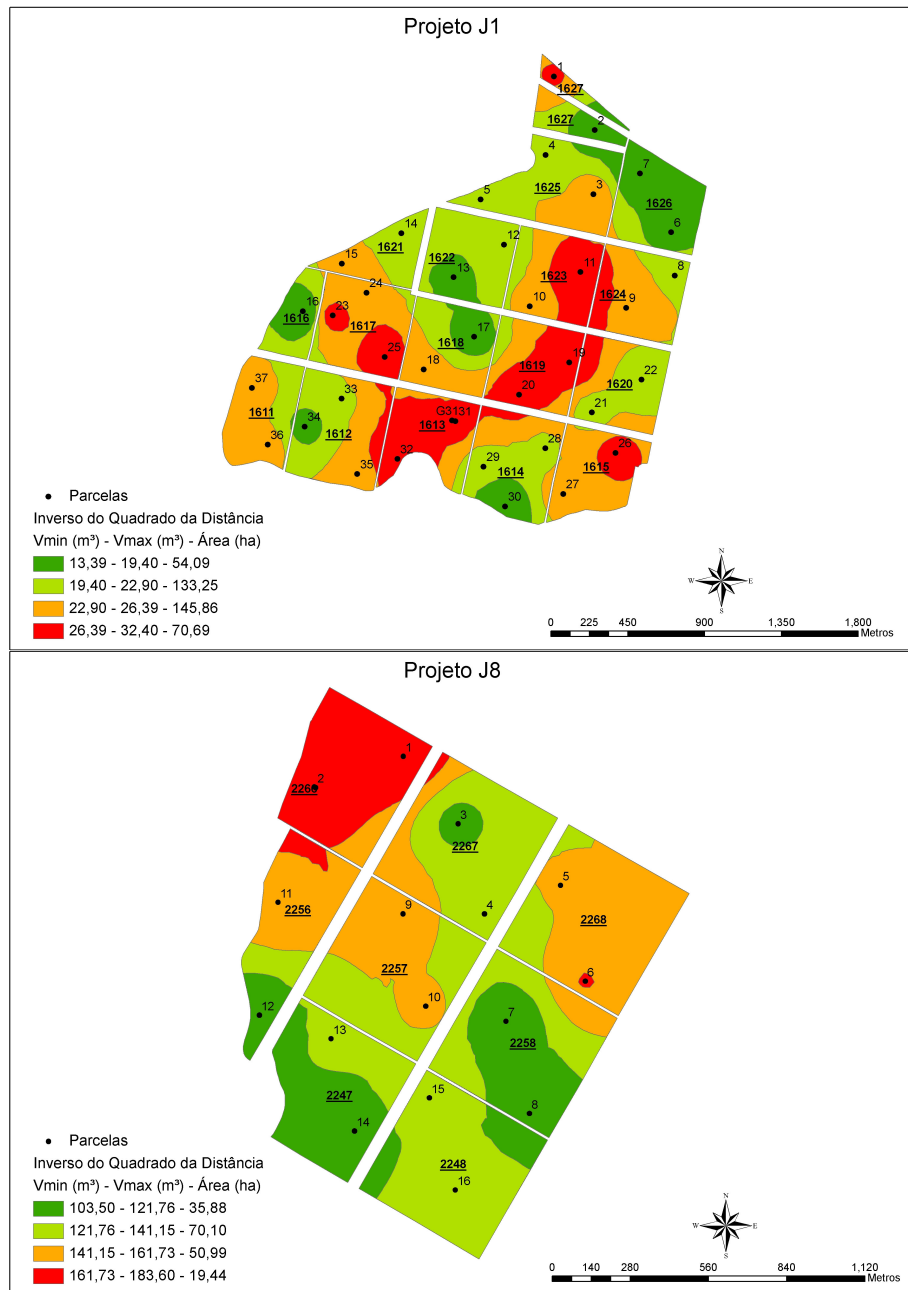 Projeto J1
1
1627
1627
2
4
7
1625
3
5
1626
6
14
12
1621
1622
15
13
1623
11
8
24
10
1624
9
16
23
1616
1617
17
1618
25
18
1619
19
20
1620
22
21
37
33
1611
34
1612
G3131
1613
36
35
32
29
28
1614
30
26
1615
27
Parcelas
Inverso do Quadrado da Distância
Vmin (m³) - Vmax (m³) - Área (ha)
13,39 - 19,40 - 54,09
19,40 - 22,90 - 133,25
22,90 - 26,39 - 145,86
26,39 - 32,40 - 70,69
N
W E
S
0 225 450 900 1,350 1,800
Metros
Projeto J8
1
2
2266
3
2267
5
11
2256
9
4
2268
2257
6
10
12
7
13
2258
2247
15
8
14
2248
16
Parcelas
Inverso do Quadrado da Distância
Vmin (m³) - Vmax (m³) - Área (ha)
103,50 - 121,76 - 35,88
121,76 - 141,15 - 70,10
141,15 - 161,73 - 50,99
161,73 - 183,60 - 19,44
N
W E
S
0 140 280 560 840 1,120
Metros